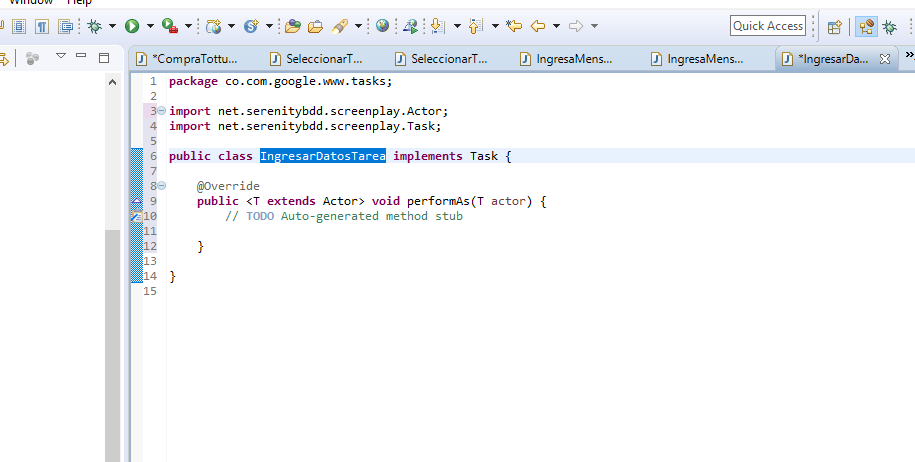 Window Help
Quick Access
*CompraTottu... SeleccionarT... SeleccionarT... IngresaMens... IngresaMens... *IngresarDa...
1 package co.com.google.www.tasks;
2
3 import net.serenitybdd.screenplay.Actor;
4 import net.serenitybdd.screenplay.Task;
5
6 public class IngresarDatosTarea implements Task {
7
8 @Override
9 public <T extends Actor> void performAs(T actor) {
10 // TODO Auto-generated method stub
11
12 }
13
14 }
15